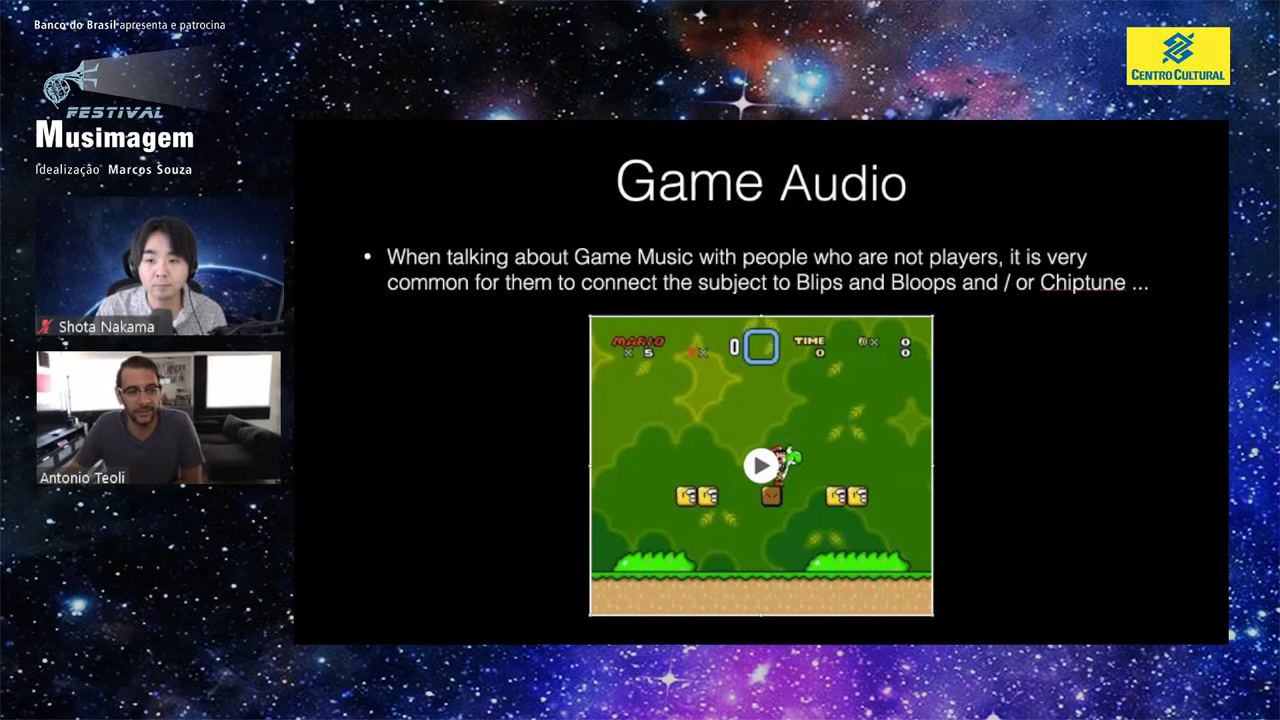 Banco do Brasil apresenta e patrocina
FESTIVAL
Musimagem
Idealização Marcos Souza
CENTRO CULTURAL
Game Audio
• When talking about Game Music with people who are not players, it is very
common for them to connect the subject to Blips and Bloops and / or Chiptune ...
MARIO
x 5
x
0
TIME
0
x 0
0
Shota Nakama
Antonio Teoli